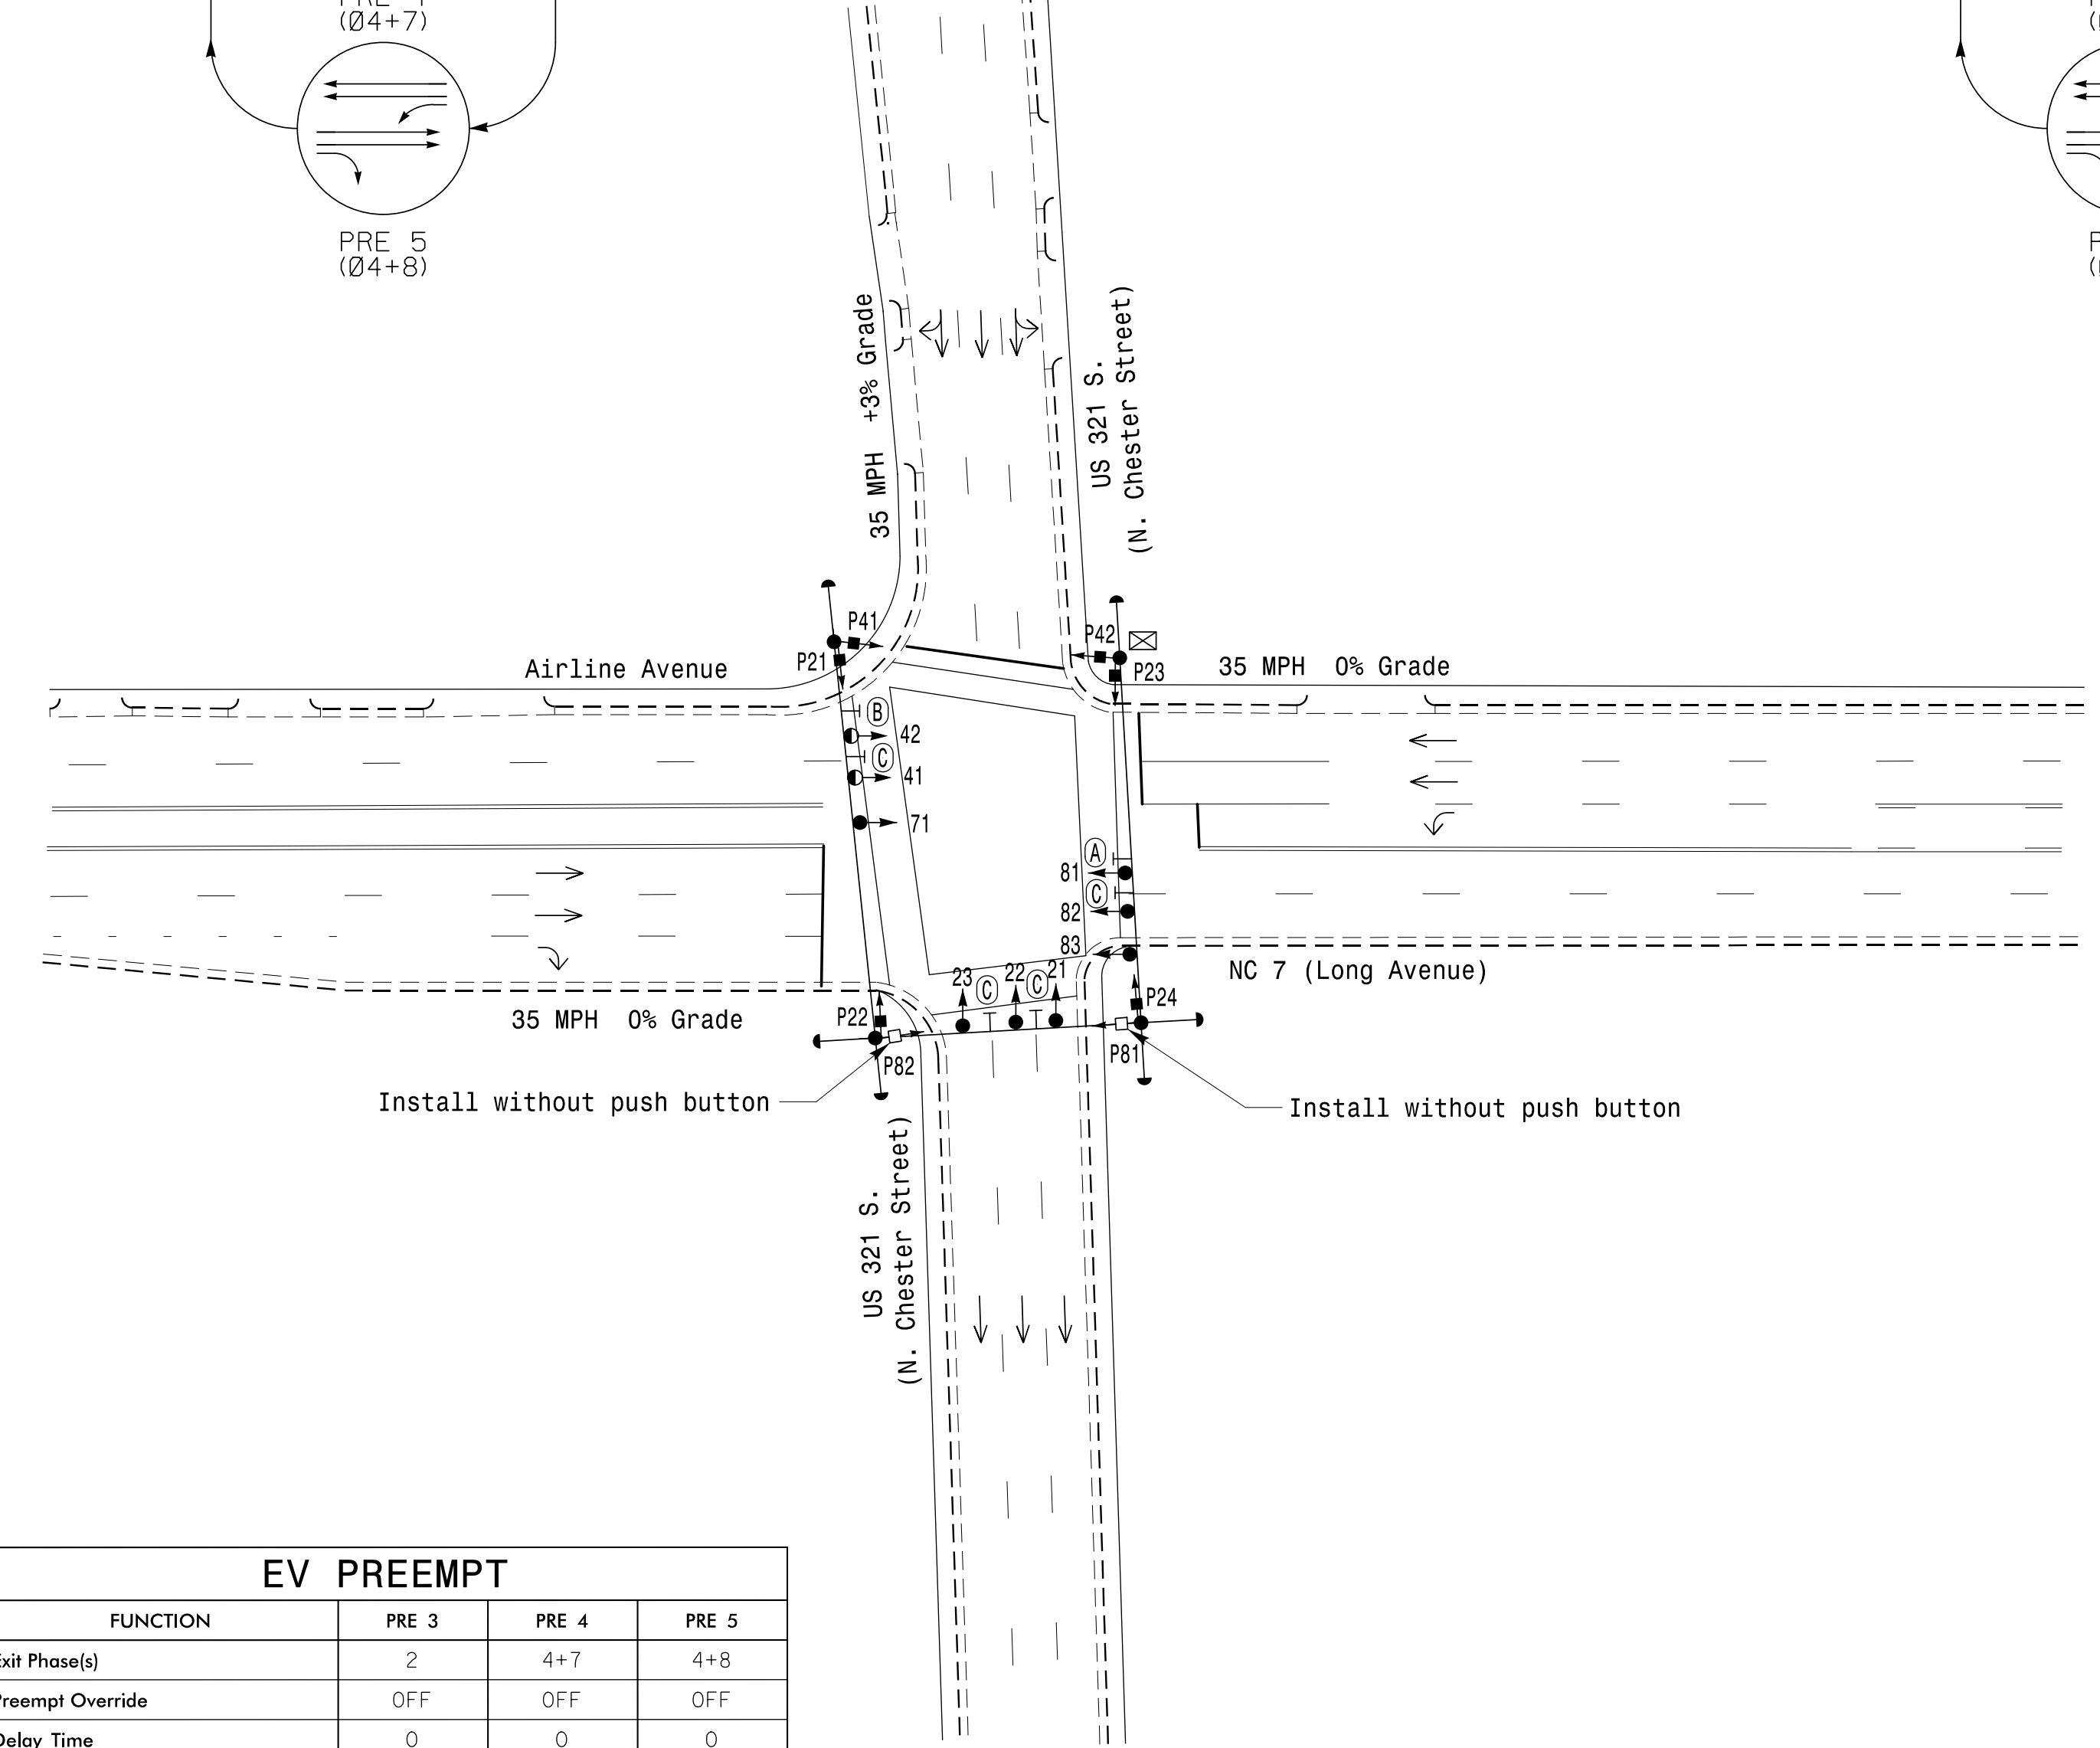 (Ø4+7)
PRE 5
(Ø4+8)
35 MPH +3% Grade
US 321 S.
(N. Chester Street)
P41
P21
P42
P23
Airline Avenue
35 MPH 0% Grade
B
42
C
41
71
A
81
C
82
83
23
C
22
C
21
NC 7 (Long Avenue)
35 MPH 0% Grade
P22
P24
P82
P81
Install without push button
Install without push button
US 321 S.
(N. Chester Street)
EV PREEMPT
FUNCTION PRE 3 PRE 4 PRE 5
Exit Phase(s) 2 4+7 4+8
Preempt Override OFF OFF OFF
Delay Time 0 0 0